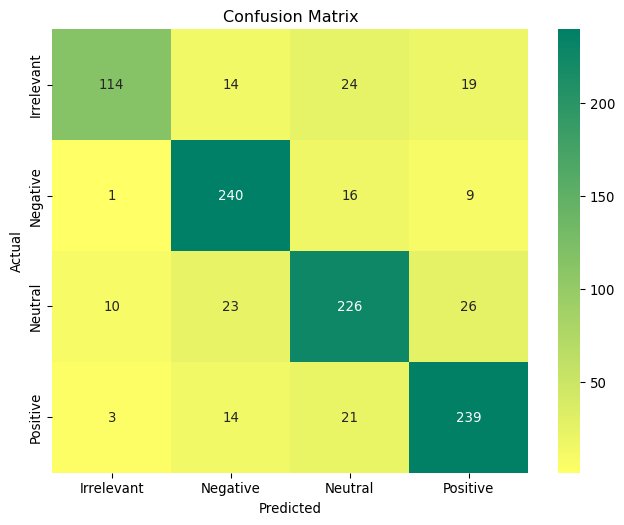 Confusion Matrix
Irrelevant
114 14 24 19
Negative
1 240 16 9
Neutral
10 23 226 26
Positive
3 14 21 239
Actual
Irrelevant Negative Neutral Positive
Predicted
200
150
100
50